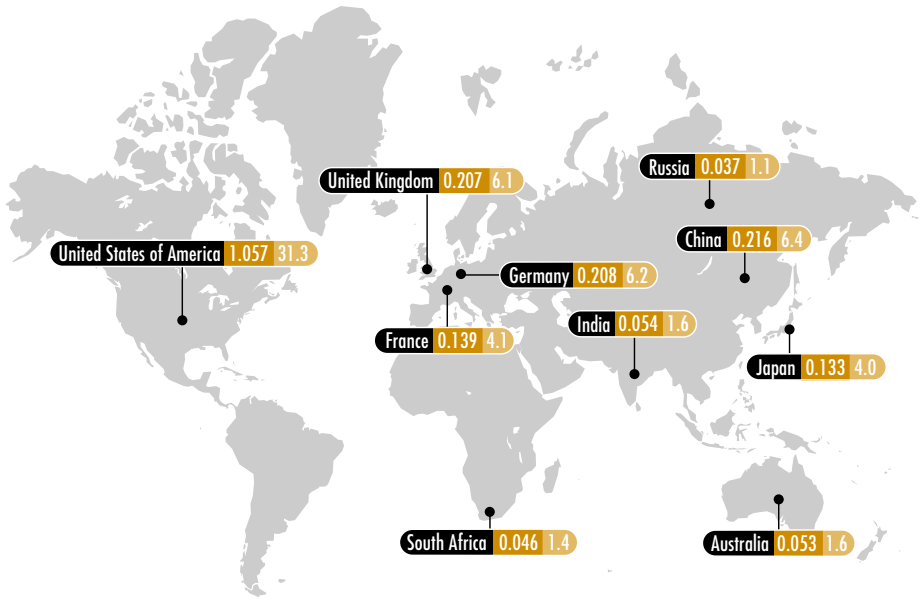 Russia 0.037 1.1
United Kingdom 0.207 6.1
China 0.216 6.4
United States of America 1.057 31.3
Germany 0.208 6.2
India 0.054 1.6
France 0.139 4.1
Japan 0.133 4.0
South Africa 0.046 1.4
Australia 0.053 1.6